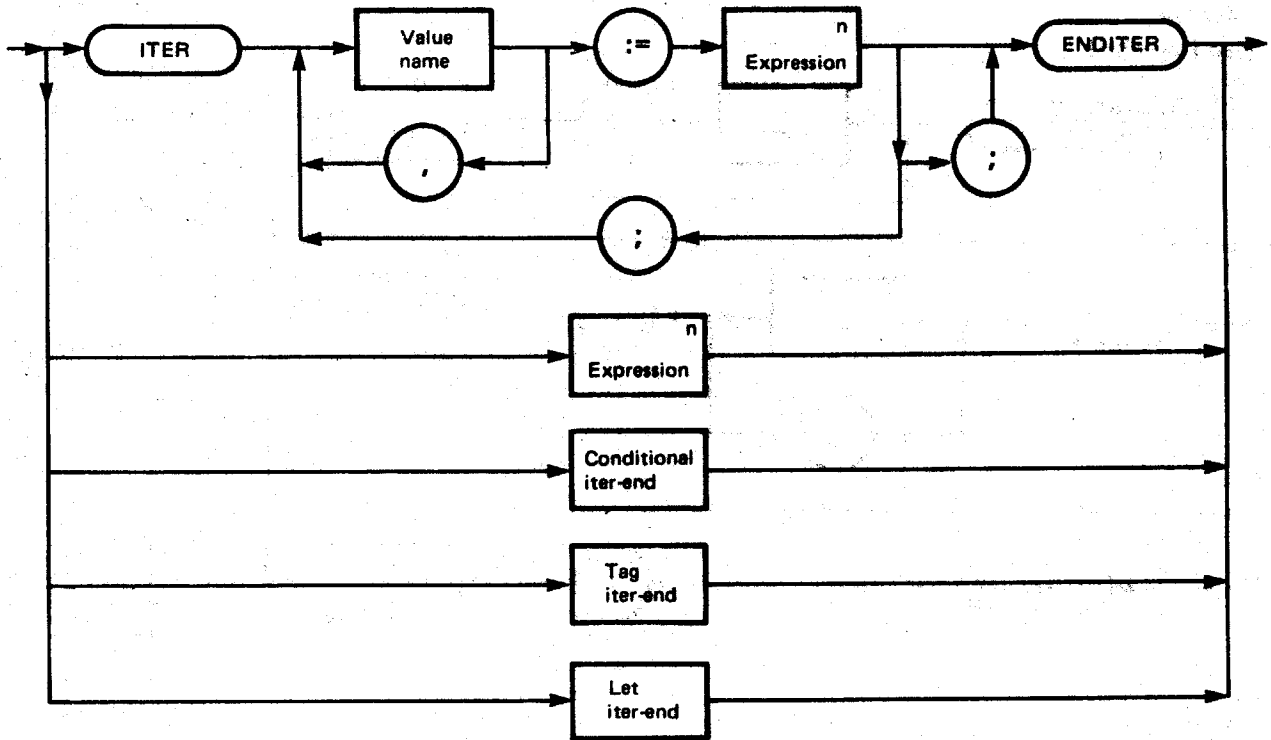 ITER
Value
name
:=
n
Expression
ENDITER
,
;
;
n
Expression
Conditional
iter-end
Tag
iter-end
Let
iter-end